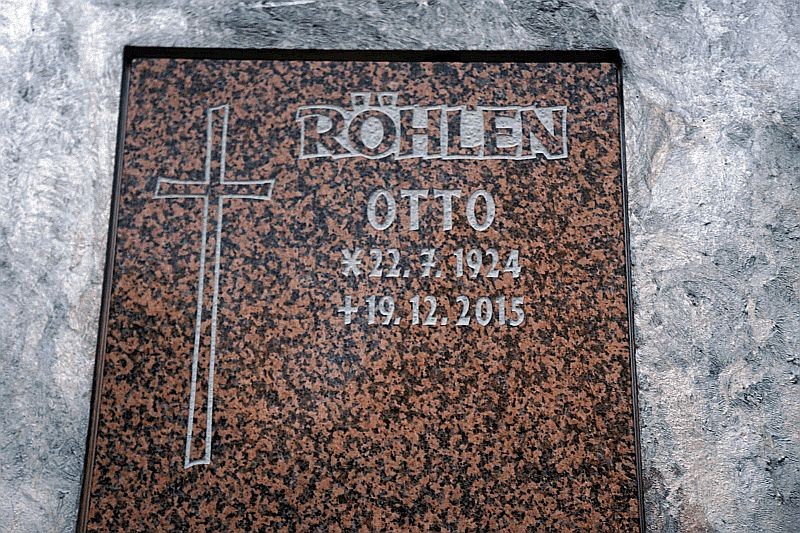 RÖHLEN
OTTO
* 22. 7. 1924
+ 19. 12. 2015